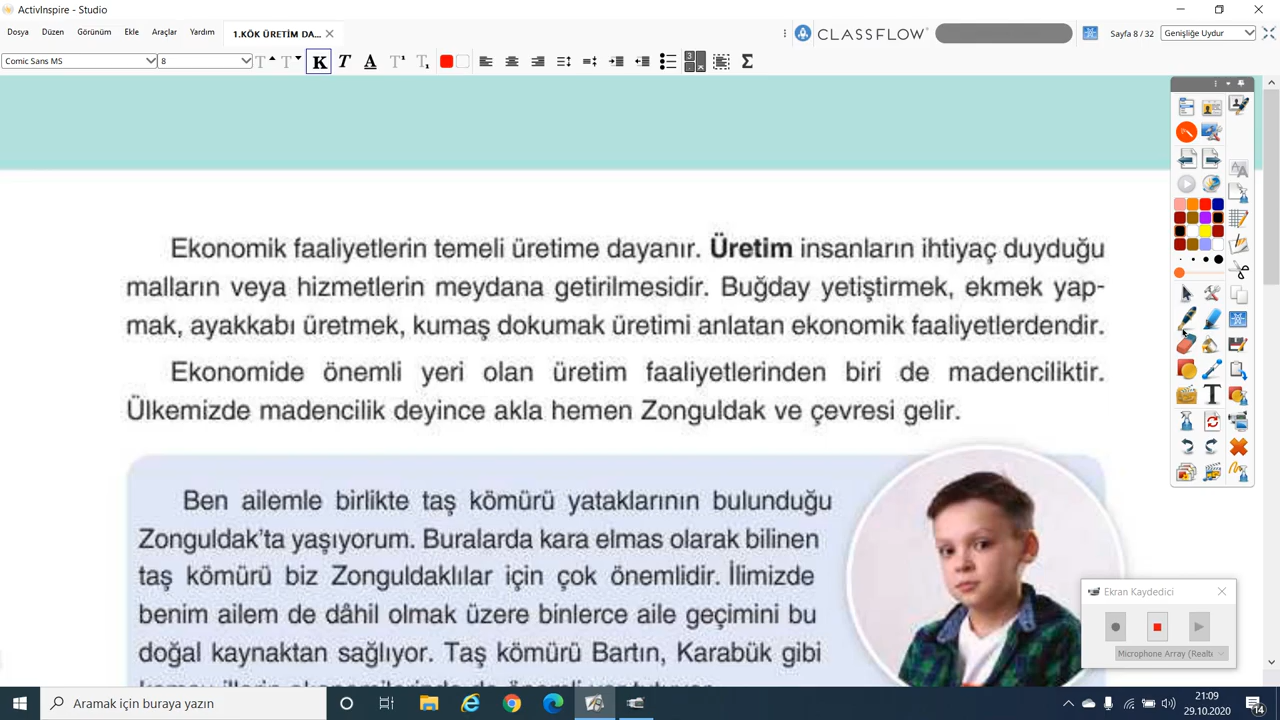 ActivInspire - Studio
Dosya Düzen Görünüm Ekle Araçlar Yardım 1.KÖK ÜRETİM DA... CLASSFLOW Sayfa 8 / 32 Genişliğe Uydur
Comic Sans MS 8 K T A T T
Ekonomik faaliyetlerin temeli üretime dayanır. Üretim insanların ihtiyaç duyduğu
malların veya hizmetlerin meydana getirilmesidir. Buğday yetiştirmek, ekmek yap-
mak, ayakkabı üretmek, kumaş dokumak üretimi anlatan ekonomik faaliyetlerdendir.
Ekonomide önemli yeri olan üretim faaliyetlerinden biri de madenciliktir.
Ülkemizde madencilik deyince akla hemen Zonguldak ve çevresi gelir.
Ben ailemle birlikte taş kömürü yataklarının bulunduğu
Zonguldak'ta yaşıyorum. Buralarda kara elmas olarak bilinen
taş kömürü biz Zonguldaklılar için çok önemlidir. İlimizde
benim ailem de dâhil olmak üzere binlerce aile geçimini bu
doğal kaynaktan sağlıyor. Taş kömürü Bartın, Karabük gibi
Ekran Kaydedici
Microphone Array (Realt
Aramak için buraya yazın
21:09
29.10.2020
14